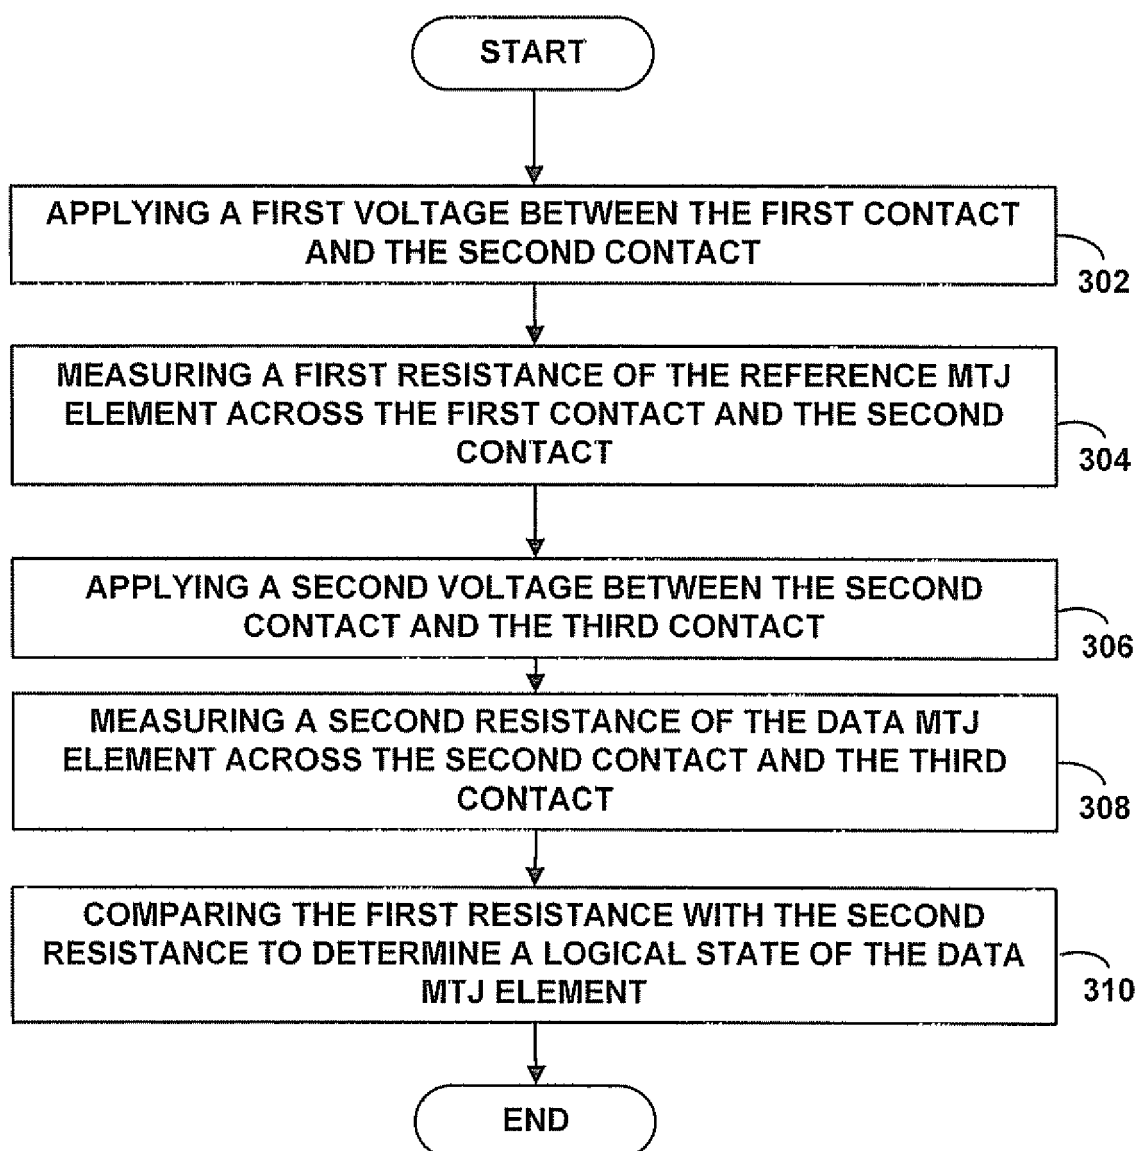 START
APPLYING A FIRST VOLTAGE BETWEEN THE FIRST CONTACT
AND THE SECOND CONTACT
302
MEASURING A FIRST RESISTANCE OF THE REFERENCE MTJ
ELEMENT ACROSS THE FIRST CONTACT AND THE SECOND
CONTACT
304
APPLYING A SECOND VOLTAGE BETWEEN THE SECOND
CONTACT AND THE THIRD CONTACT
306
MEASURING A SECOND RESISTANCE OF THE DATA MTJ
ELEMENT ACROSS THE SECOND CONTACT AND THE THIRD
CONTACT
308
COMPARING THE FIRST RESISTANCE WITH THE SECOND
RESISTANCE TO DETERMINE A LOGICAL STATE OF THE DATA
MTJ ELEMENT
310
END